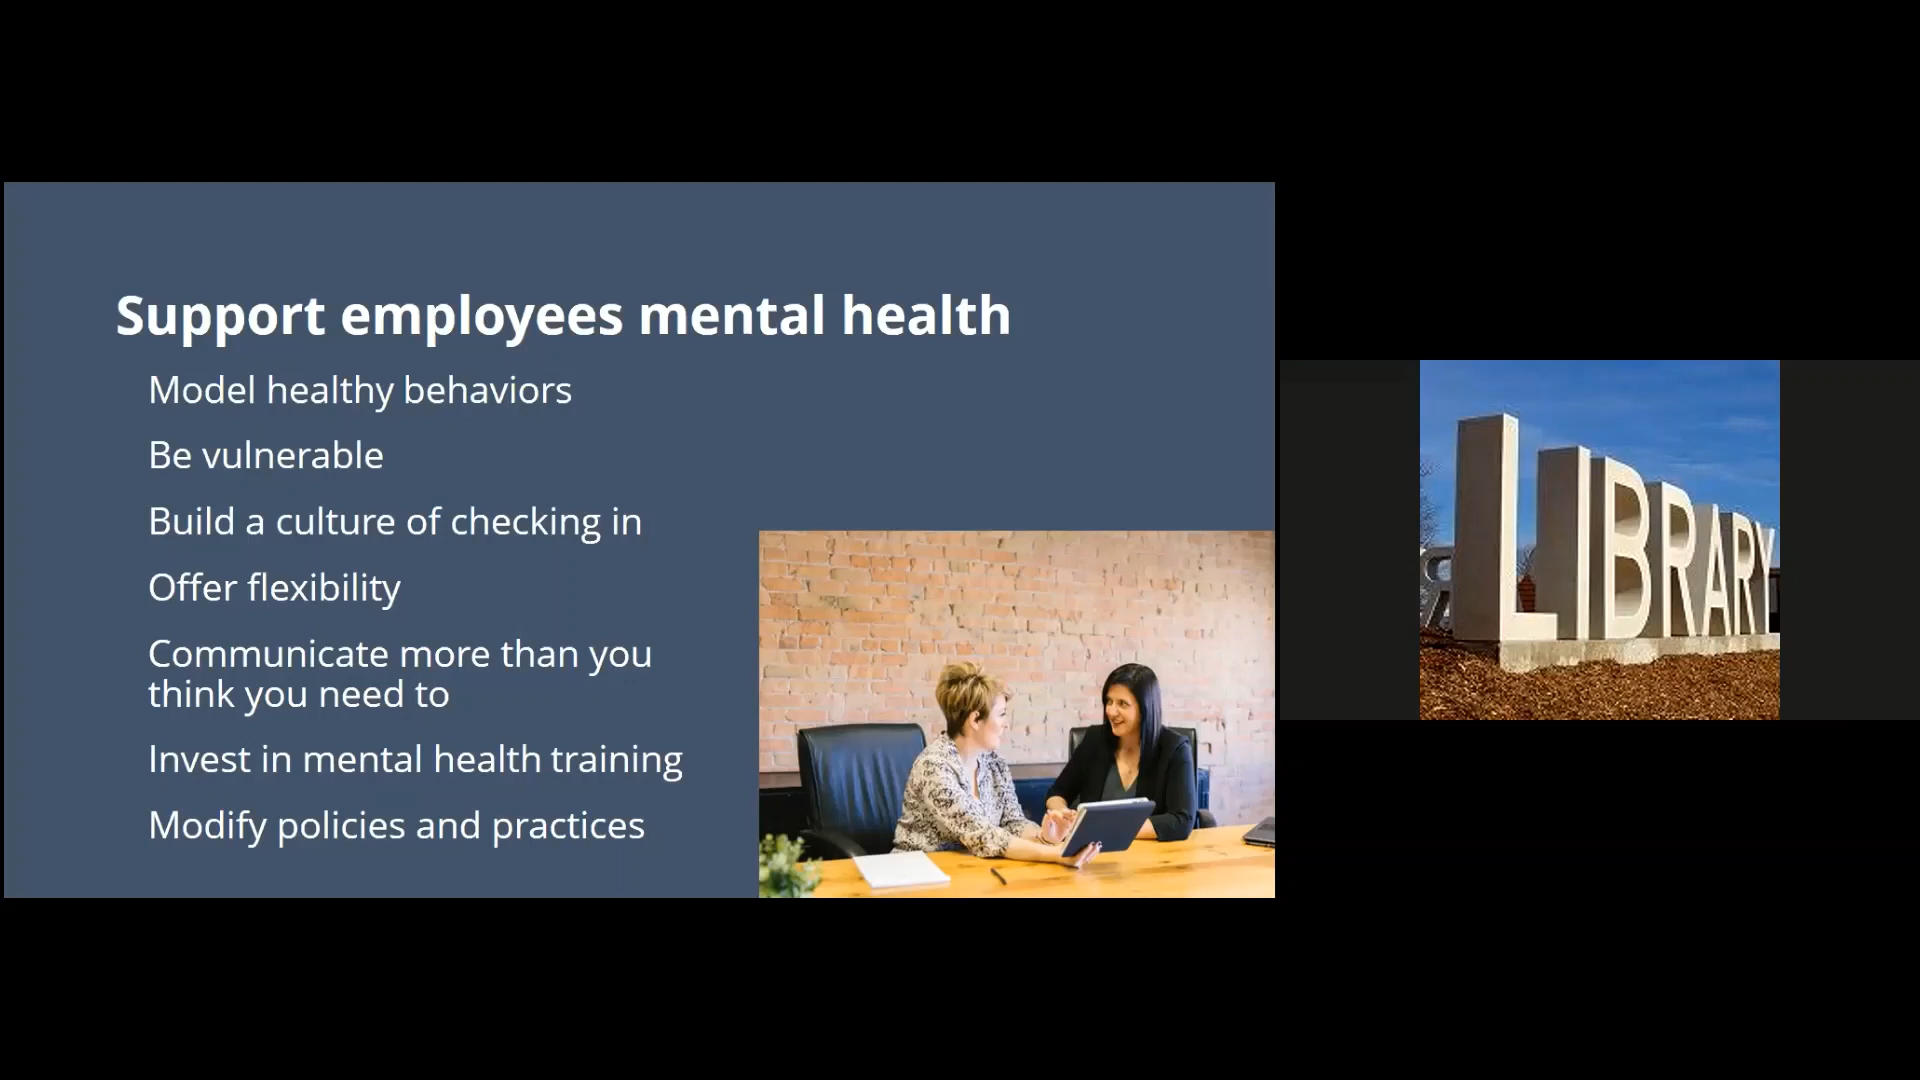 Support employees mental health
Model healthy behaviors
Be vulnerable
Build a culture of checking in
Offer flexibility
Communicate more than you
think you need to
Invest in mental health training
Modify policies and practices
LIBRARY